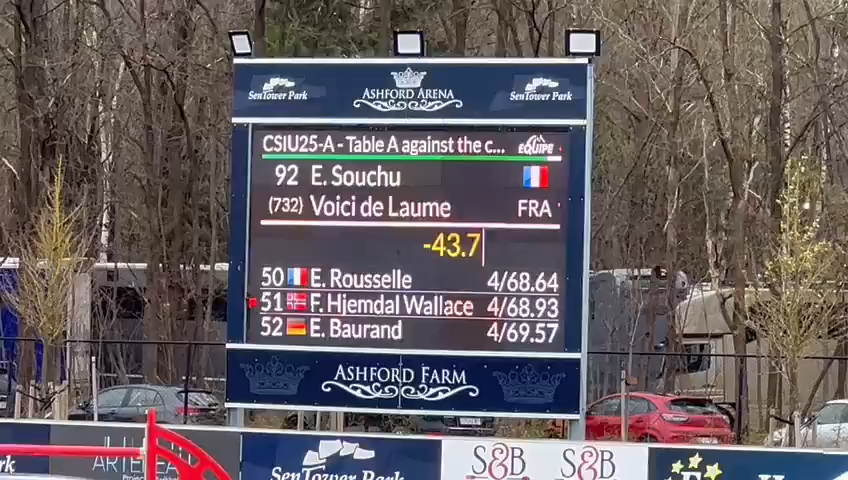 SenTower Park
ASHFORD ARENA
SenTower Park
CSIU25-A - Table A against the c... EQUIPE
92 E. Souchu
(732) Voici de Laume FRA
-43.7
50 E. Rousselle 4/68.64
51 F. Hjemdal Wallace 4/68.93
52 E. Baurand 4/69.57
ASHFORD FARM
rk
SenTower Park
S&B
S&B